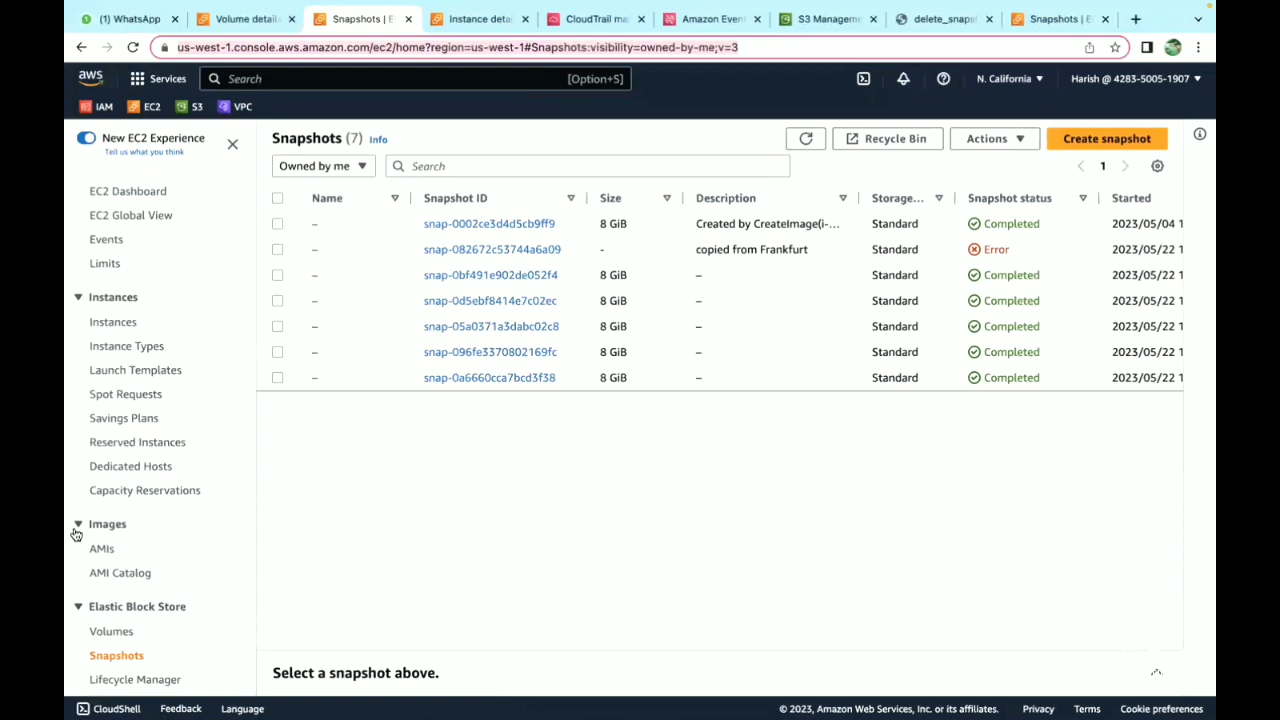 (1) WhatsApp
Volume details
Snapshots | E
Instance detai
CloudTrail ma
Amazon Even
S3 Managem
delete_snaps
Snapshots | E
us-west-1.console.aws.amazon.com/ec2/home?region=us-west-1#Snapshots:visibility=owned-by-me;v=3
aws
Services
Search
[Option+S]
N. California
Harish @ 4283-5005-1907
IAM
EC2
S3
VPC
New EC2 Experience
Tell us what you think
EC2 Dashboard
EC2 Global View
Events
Limits
Instances
Instances
Instance Types
Launch Templates
Spot Requests
Savings Plans
Reserved Instances
Dedicated Hosts
Capacity Reservations
Images
AMIs
AMI Catalog
Elastic Block Store
Volumes
Snapshots
Lifecycle Manager
Snapshots (7) Info
Recycle Bin
Actions
Create snapshot
Owned by me
Search
1
Name Snapshot ID Size Description Storage... Snapshot status Started
– snap-0002ce3d4d5cb9ff9 8 GiB Created by CreateImage(i-... Standard Completed 2023/05/04 1
– snap-082672c53744a6a09 - copied from Frankfurt Standard Error 2023/05/22 1
– snap-0bf491e902de052f4 8 GiB – Standard Completed 2023/05/22 1
– snap-0d5ebf8414e7c02ec 8 GiB – Standard Completed 2023/05/22 1
– snap-05a0371a3dabc02c8 8 GiB – Standard Completed 2023/05/22 1
– snap-096fe3370802169fc 8 GiB – Standard Completed 2023/05/22 1
– snap-0a6660cca7bcd3f38 8 GiB – Standard Completed 2023/05/22 1
Select a snapshot above.
CloudShell
Feedback
Language
© 2023, Amazon Web Services, Inc. or its affiliates.
Privacy
Terms
Cookie preferences